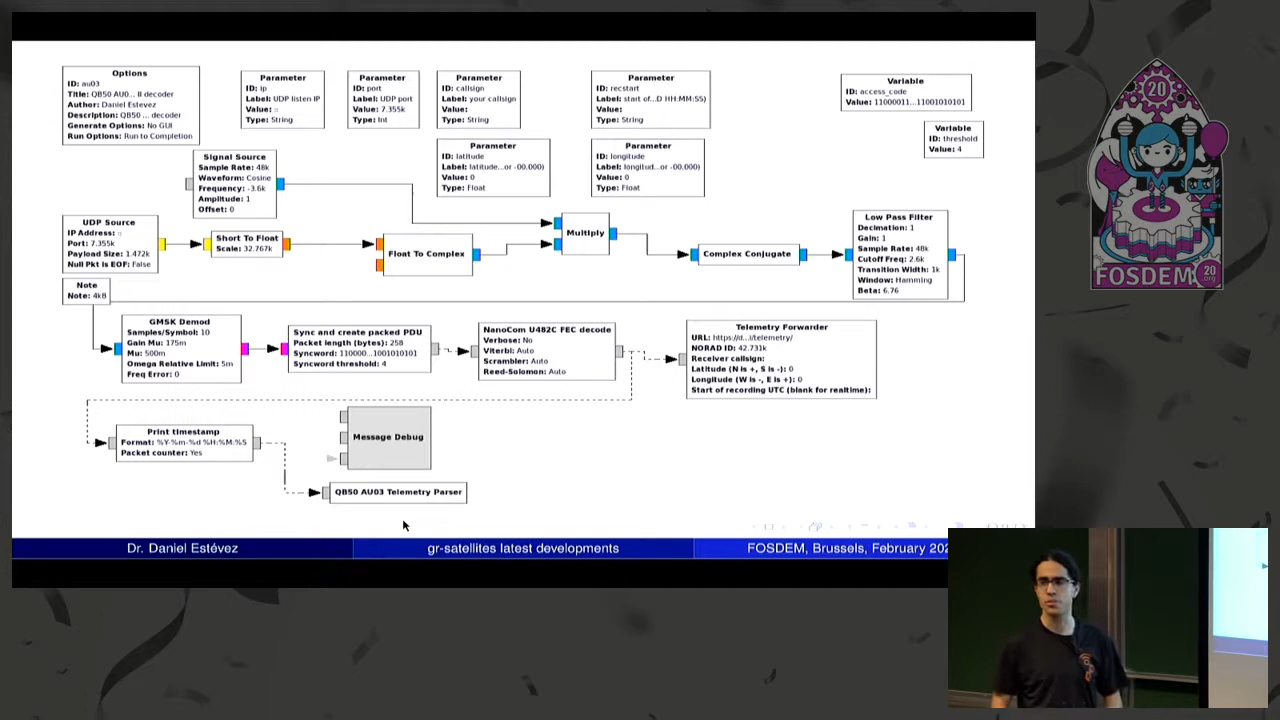 Options
ID: au03
Title: QB50 AU0... B decoder
Author: Daniel Estevez
Description: QB50 ... decoder
Generate Options: No GUI
Run Options: Run to Completion
Parameter
ID: ip
Label: UDP listen IP
Value: ::
Type: String
Parameter
ID: port
Label: UDP port
Value: 7.355k
Type: Int
Parameter
ID: callsign
Label: your callsign
Value:
Type: String
Parameter
ID: recstart
Label: start of...D HH:MM:SS)
Value:
Type: String
Variable
ID: access_code
Value: 11000011...11001010101
Variable
ID: threshold
Value: 4
Parameter
ID: latitude
Label: latitude...or -00.000)
Value: 0
Type: Float
Parameter
ID: longitude
Label: longitud...or -00.000)
Value: 0
Type: Float
Signal Source
Sample Rate: 48k
Waveform: Cosine
Frequency: -3.6k
Amplitude: 1
Offset: 0
UDP Source
IP Address: ::
Port: 7.355k
Payload Size: 1.472k
Null Pkt is EOF: False
Short To Float
Scale: 32.767k
Float To Complex
Multiply
Complex Conjugate
Low Pass Filter
Decimation: 1
Gain: 1
Sample Rate: 48k
Cutoff Freq: 2.6k
Transition Width: 1k
Window: Hamming
Beta: 6.76
Note
Note: 4k8
GMSK Demod
Samples/Symbol: 10
Gain Mu: 175m
Mu: 500m
Omega Relative Limit: 5m
Freq Error: 0
Sync and create packed PDU
Packet length (bytes): 258
Syncword: 110000...1001010101
Syncword threshold: 4
NanoCom U482C FEC decode
Verbose: No
Viterbi: Auto
Scrambler: Auto
Reed-Solomon: Auto
Telemetry Forwarder
URL: https://d...l/telemetry/
NORAD ID: 42.731k
Receiver callsign:
Latitude (N is +, S is -): 0
Longitude (W is -, E is +): 0
Start of recording UTC (blank for realtime):
Print timestamp
Format: %Y-%m-%d %H:%M:%S
Packet counter: Yes
Message Debug
QB50 AU03 Telemetry Parser
Dr. Daniel Estévez
gr-satellites latest developments
FOSDEM, Brussels, February 202
20
FOSDEM
20
.org